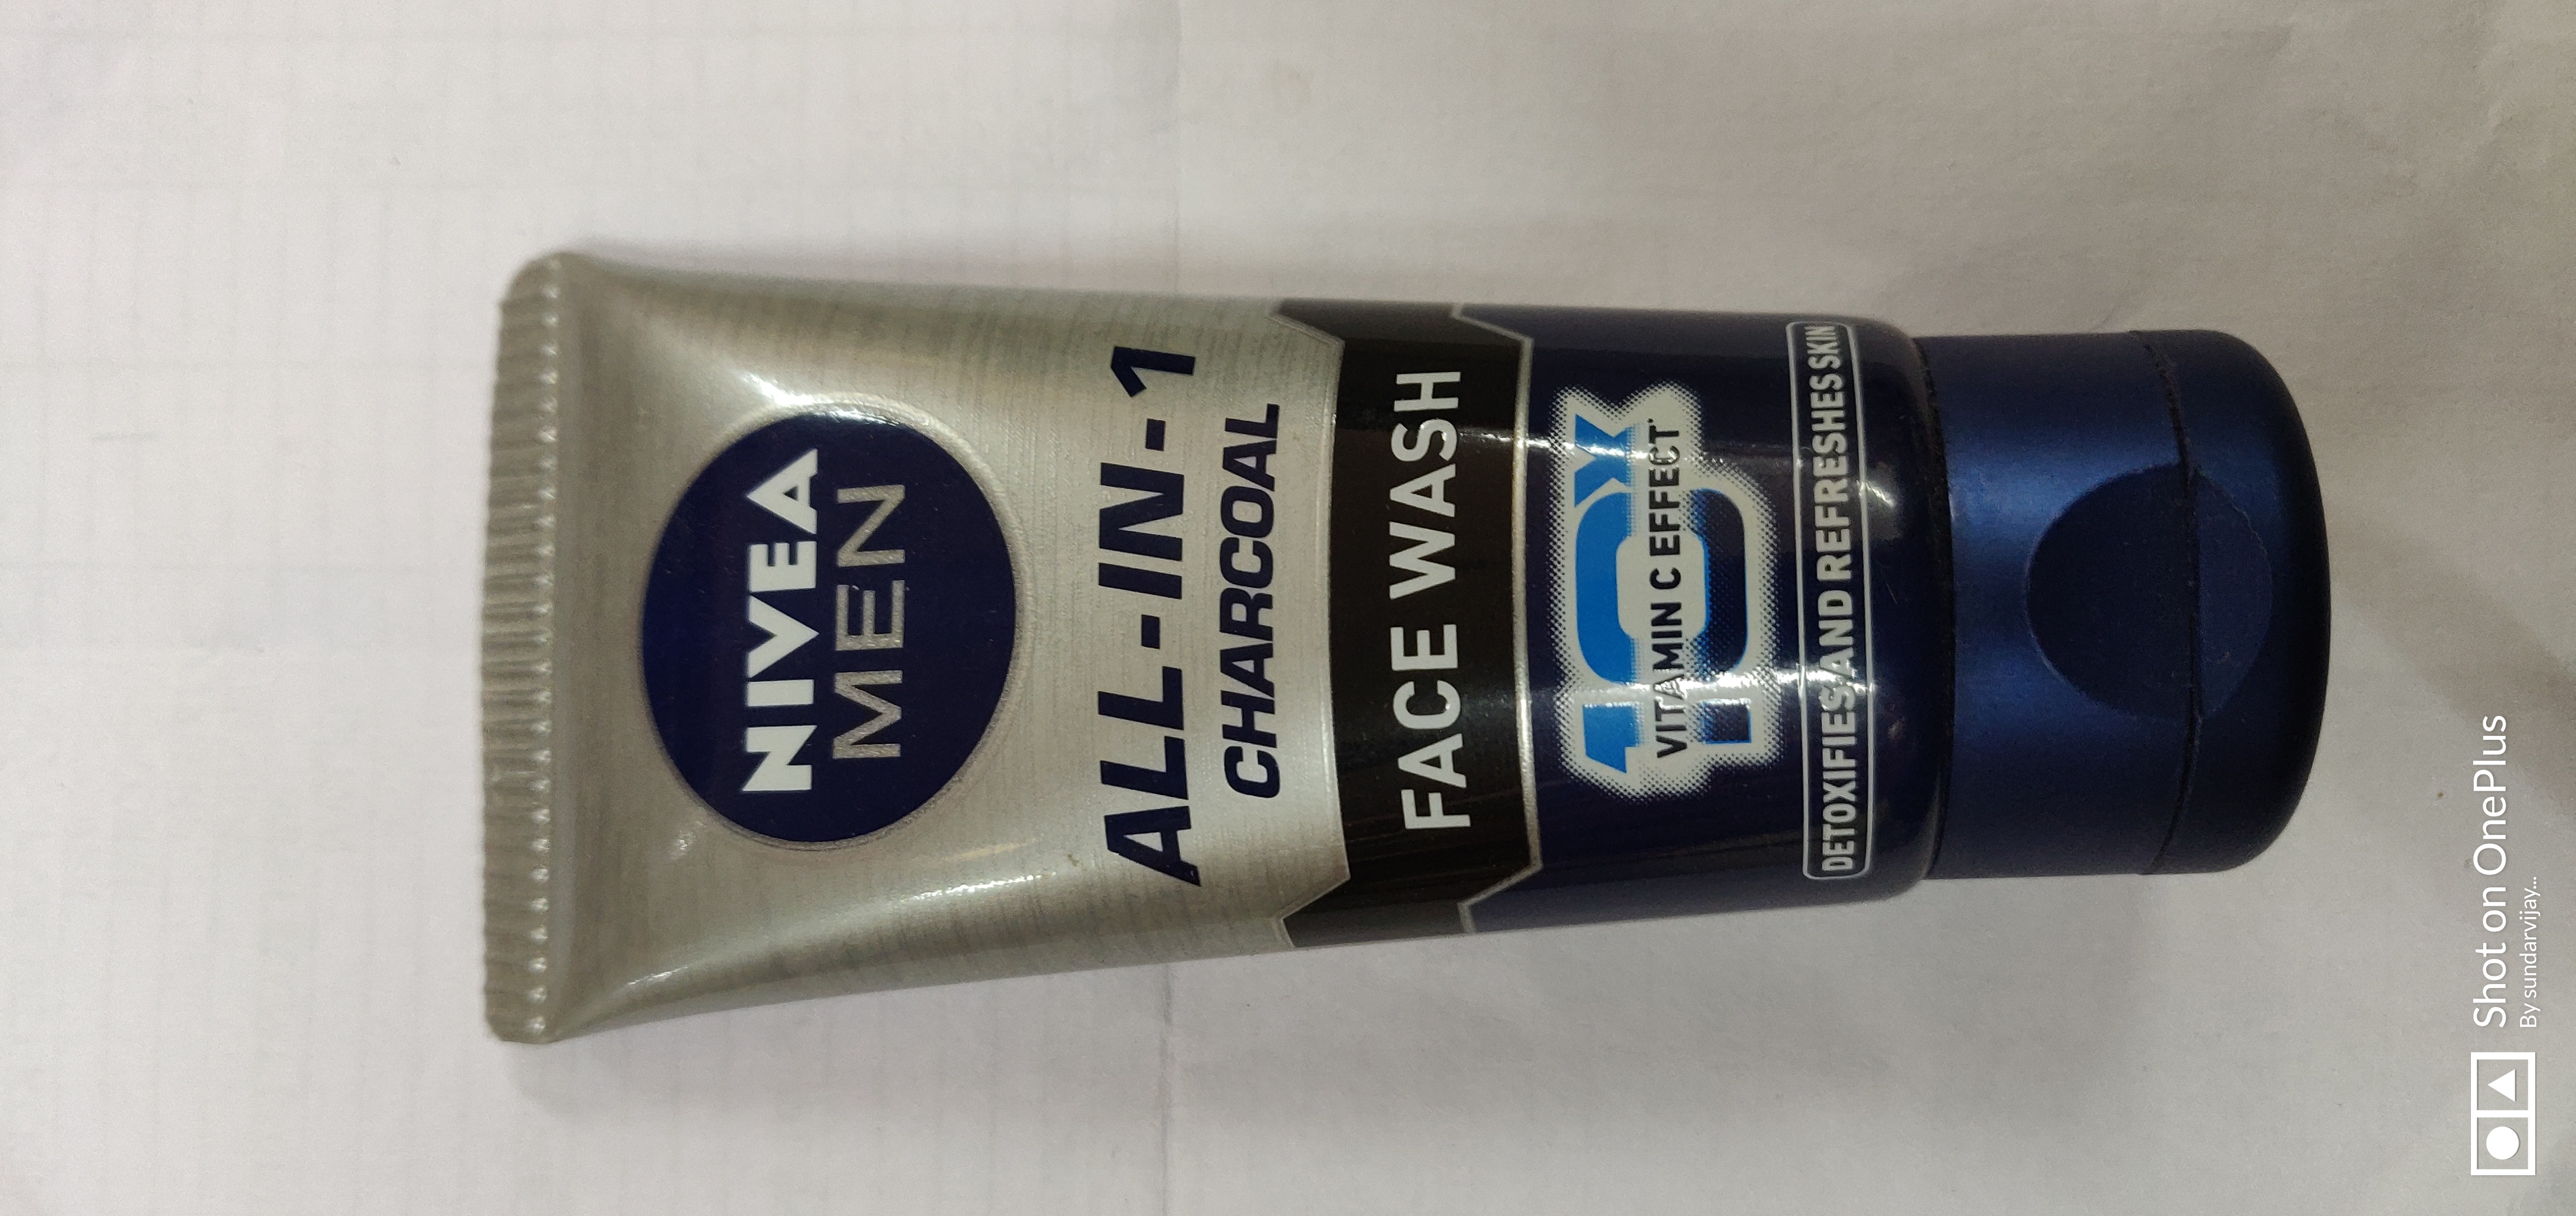 NIVEA
MEN
ALL-IN-1
CHARCOAL
FACE WASH
10X
VITAMIN C EFFECT*
DETOXIFIES AND REFRESHES SKIN
Shot on OnePlus
By sundarvijay...